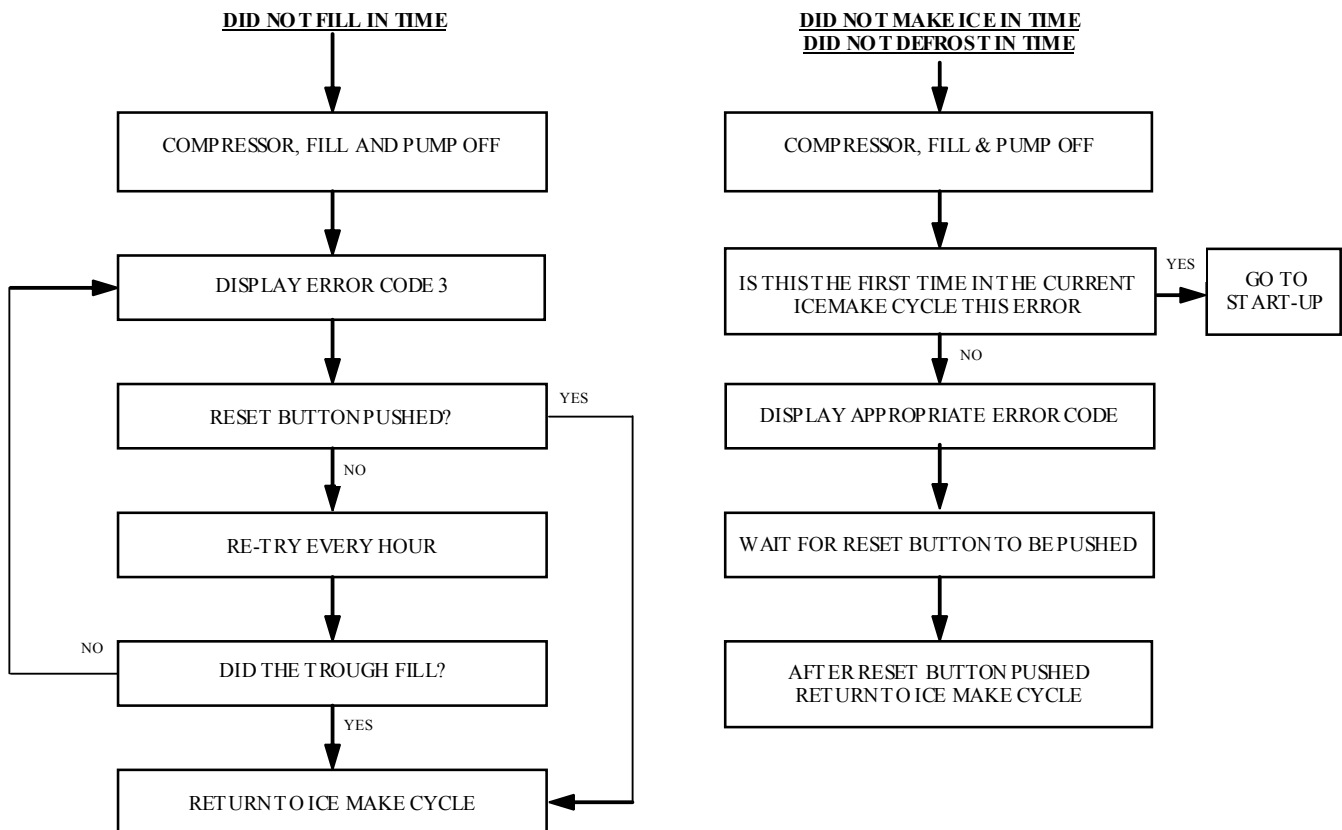 DID NOT FILL IN TIME
COMPRESSOR, FILL AND PUMP OFF
DISPLAY ERROR CODE 3
RESET BUTTON PUSHED?
YES
NO
RE-TRY EVERY HOUR
NO
DID THE TROUGH FILL?
YES
RETURN TO ICE MAKE CYCLE
DID NOT MAKE ICE IN TIME
DID NOT DEFROST IN TIME
COMPRESSOR, FILL & PUMP OFF
IS THIS THE FIRST TIME IN THE CURRENT
ICEMAKE CYCLE THIS ERROR
YES
GO TO
START-UP
NO
DISPLAY APPROPRIATE ERROR CODE
WAIT FOR RESET BUTTON TO BE PUSHED
AFTER RESET BUTTON PUSHED
RETURN TO ICE MAKE CYCLE